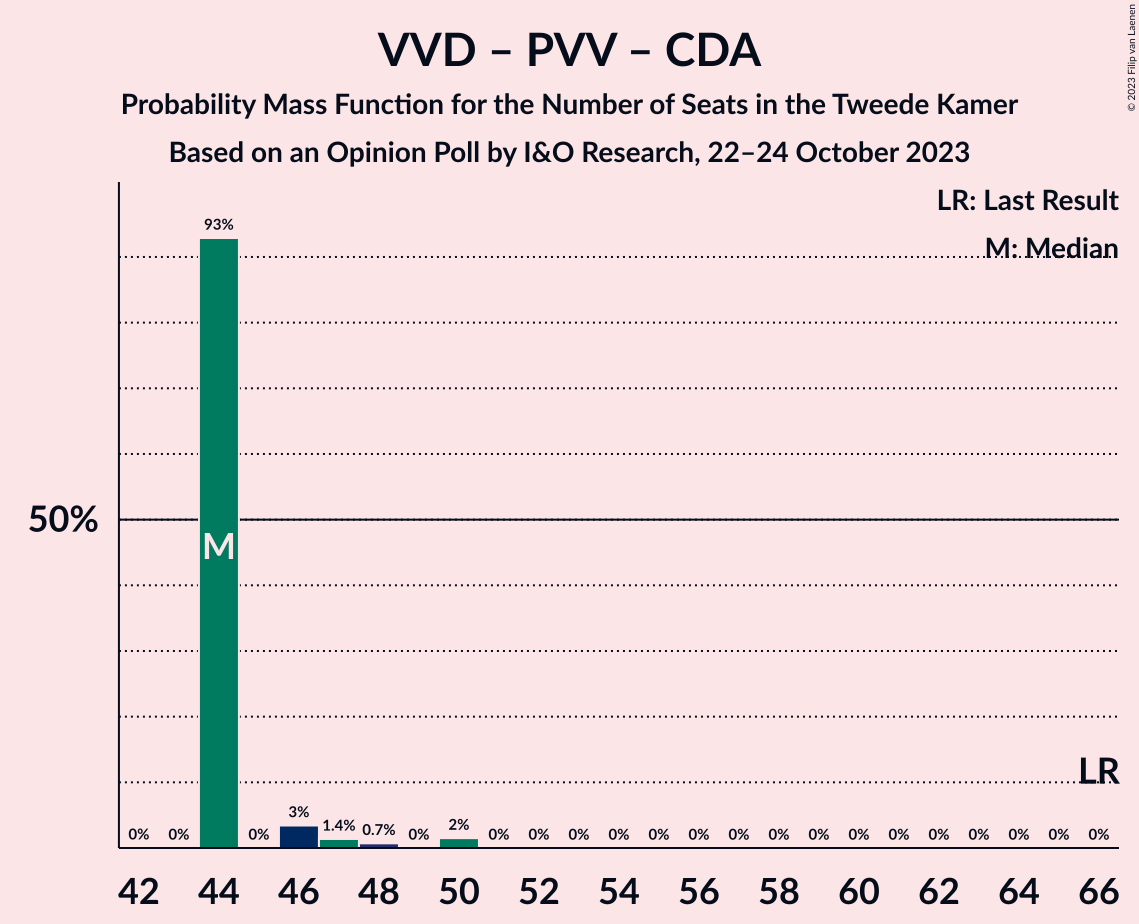 VVD – PVV – CDA
Probability Mass Function for the Number of Seats in the Tweede Kamer
Based on an Opinion Poll by I&O Research, 22–24 October 2023
© 2023 Filip van Laenen
LR: Last Result
M: Median
93%
50%
M
LR
0% 0% 0% 3% 1.4% 0.7% 0% 2% 0% 0% 0% 0% 0% 0% 0% 0% 0% 0% 0% 0% 0% 0% 0% 0%
42 44 46 48 50 52 54 56 58 60 62 64 66